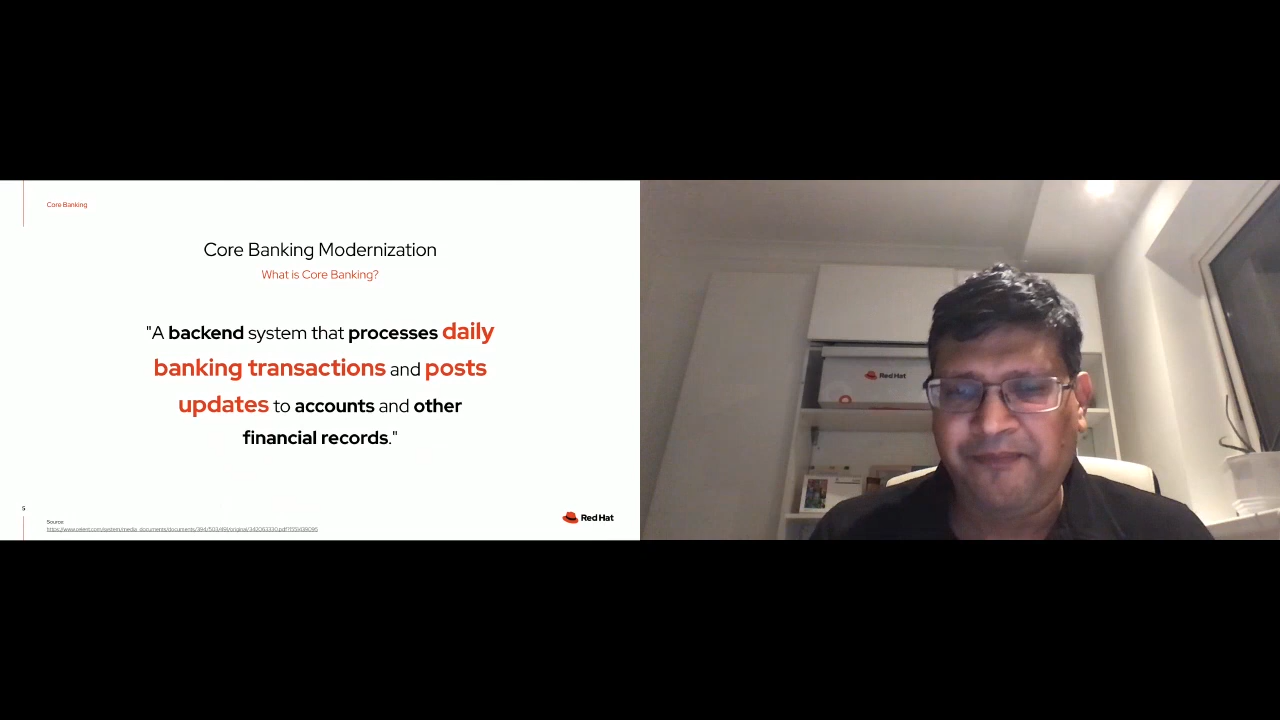 Core Banking
Core Banking Modernization
What is Core Banking?
"A backend system that processes daily
banking transactions and posts
updates to accounts and other
financial records."
5
Source:
Red Hat
Red Hat